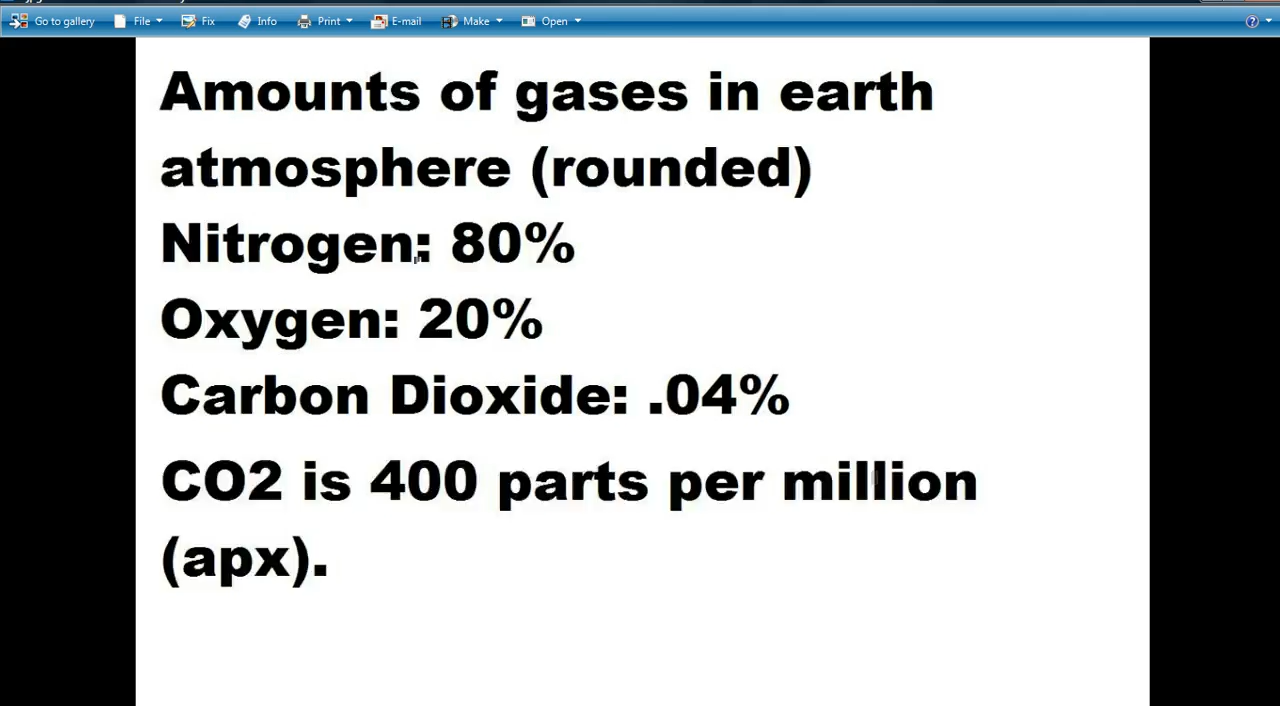 Go to gallery File Fix Info Print E-mail Make Open
Amounts of gases in earth
atmosphere (rounded)
Nitrogen: 80%
Oxygen: 20%
Carbon Dioxide: .04%
CO2 is 400 parts per million
(apx).